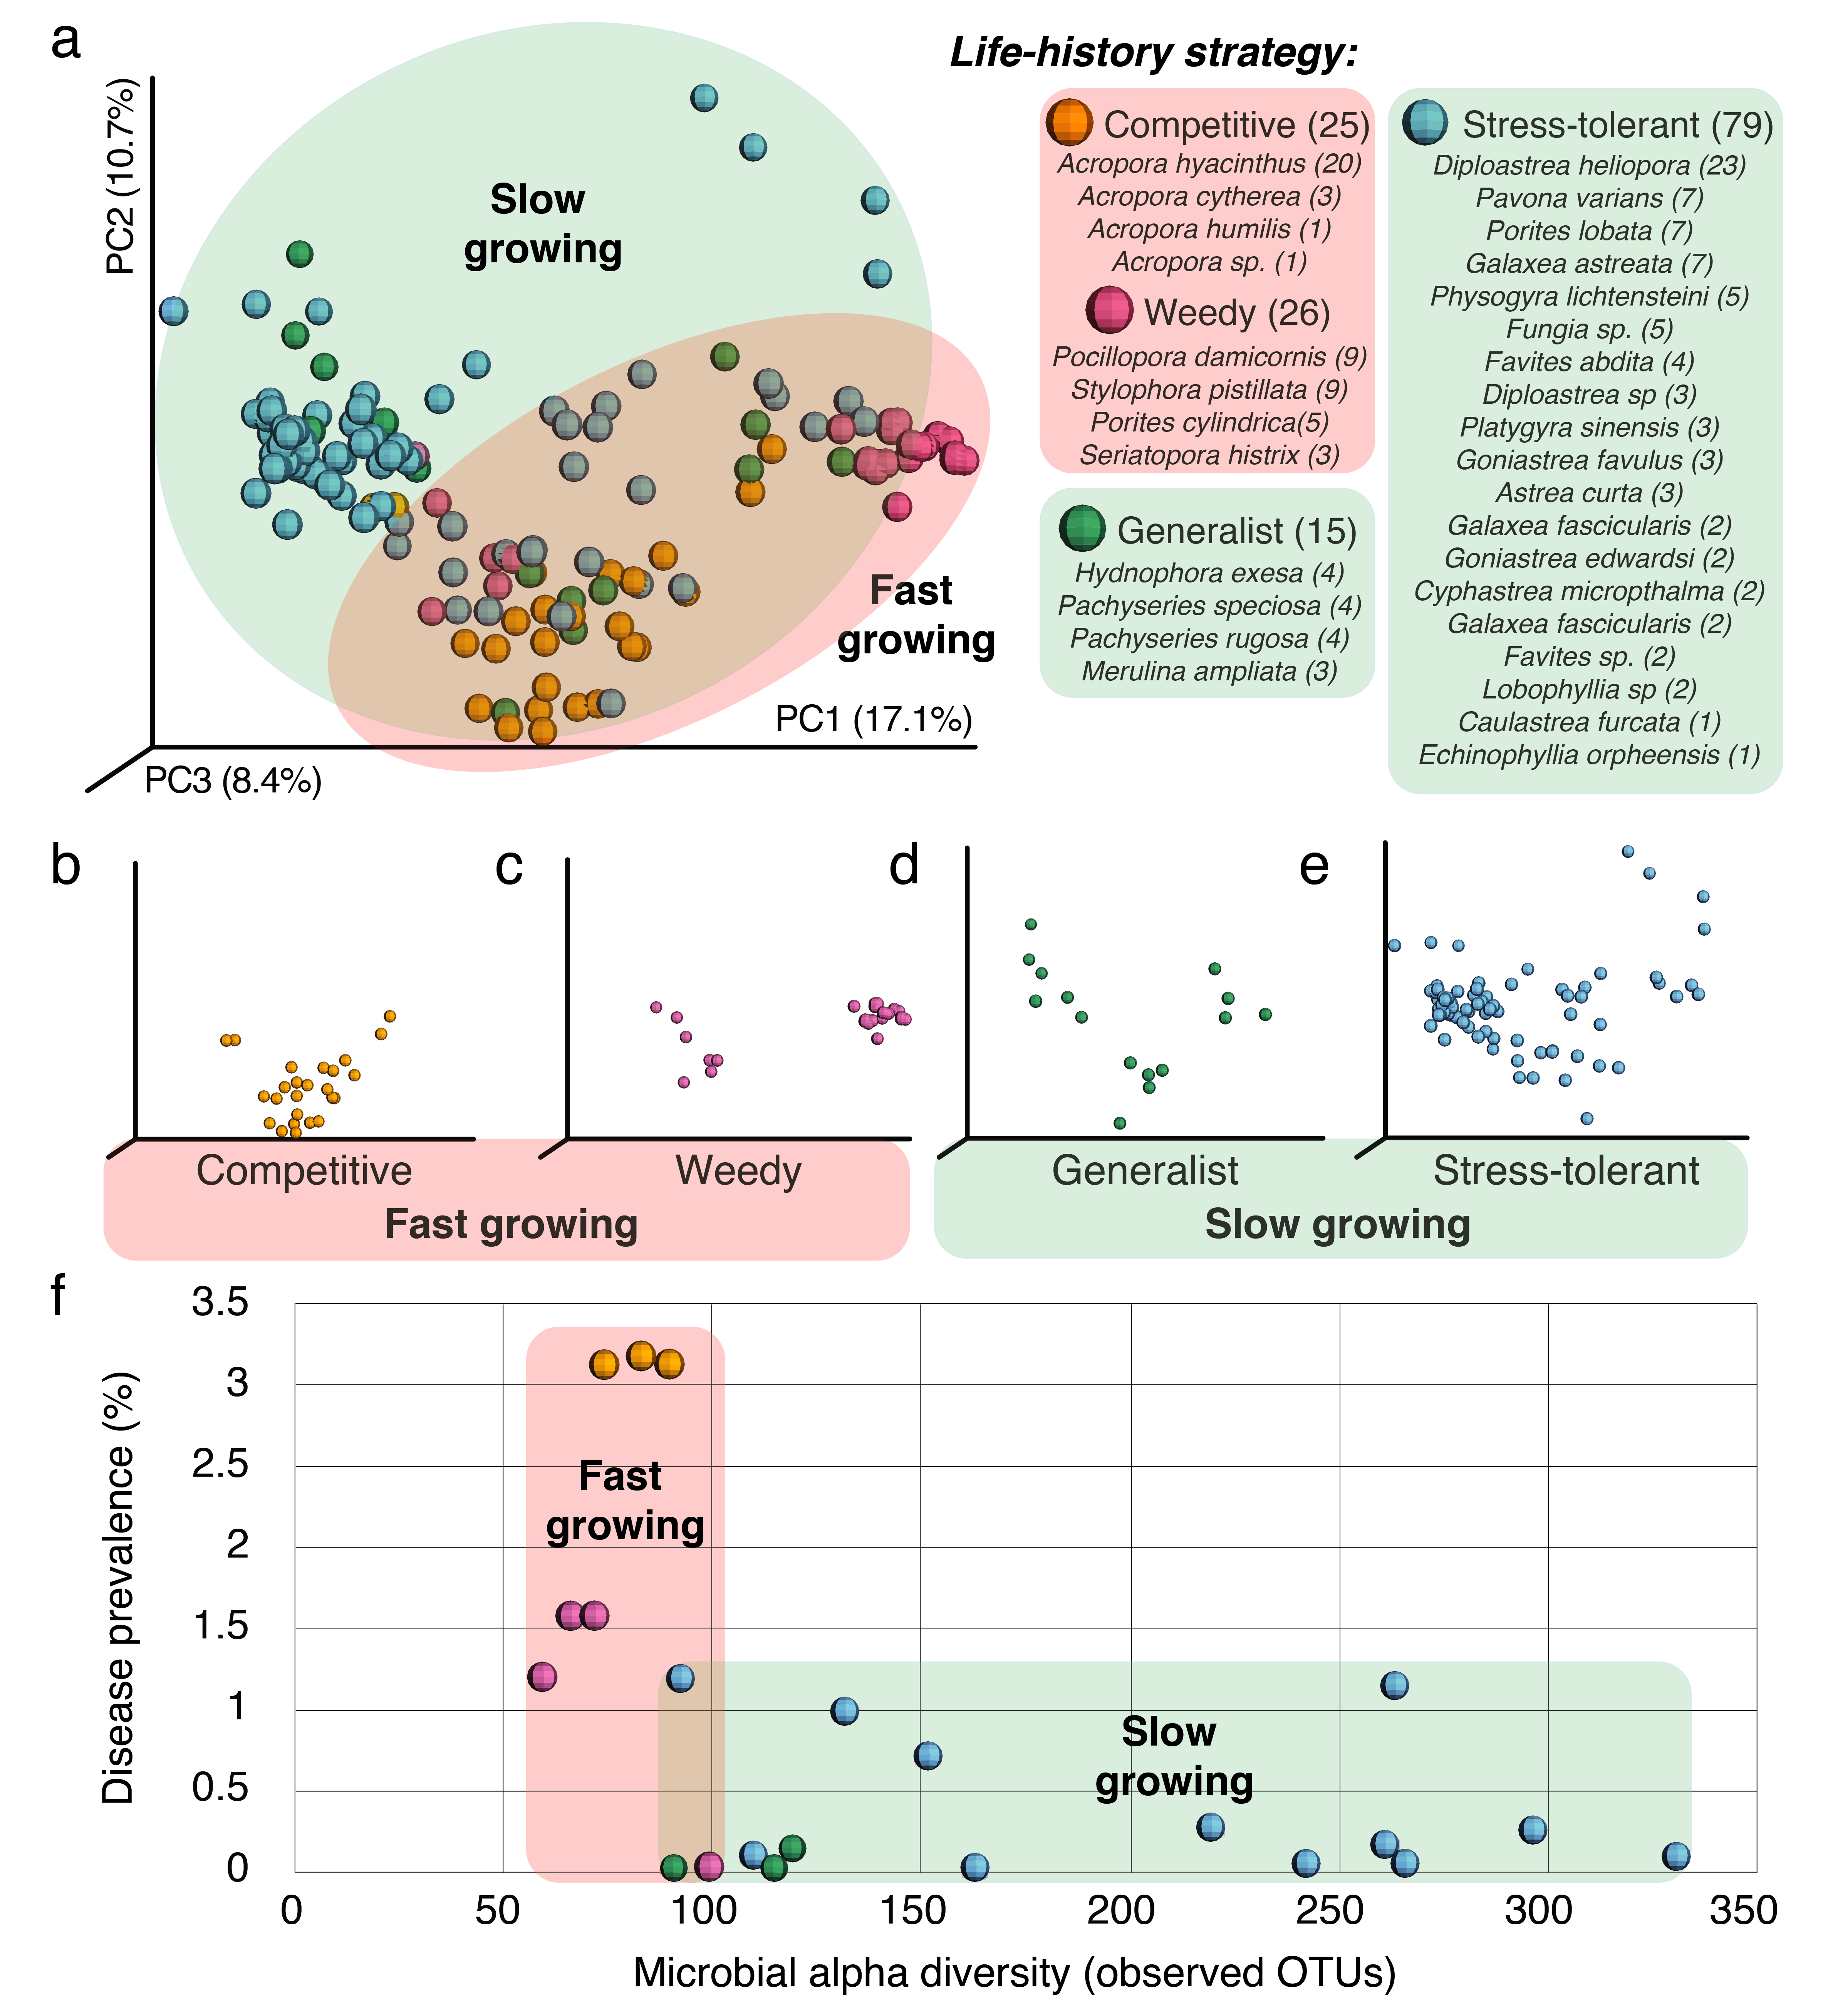 a
PC2 (10.7%)
Slow
growing
Fast
growing
PC1 (17.1%)
PC3 (8.4%)
Life-history strategy:
Competitive (25)
Acropora hyacinthus (20)
Acropora cytherea (3)
Acropora humilis (1)
Acropora sp. (1)
Weedy (26)
Pocillopora damicornis (9)
Stylophora pistillata (9)
Porites cylindrica(5)
Seriatopora histrix (3)
Generalist (15)
Hydnophora exesa (4)
Pachyseries speciosa (4)
Pachyseries rugosa (4)
Merulina ampliata (3)
Stress-tolerant (79)
Diploastrea heliopora (23)
Pavona varians (7)
Porites lobata (7)
Galaxea astreata (7)
Physogyra lichtensteini (5)
Fungia sp. (5)
Favites abdita (4)
Diploastrea sp (3)
Platygyra sinensis (3)
Goniastrea favulus (3)
Astrea curta (3)
Galaxea fascicularis (2)
Goniastrea edwardsi (2)
Cyphastrea micropthalma (2)
Galaxea fascicularis (2)
Favites sp. (2)
Lobophyllia sp (2)
Caulastrea furcata (1)
Echinophyllia orpheensis (1)
b
c
d
e
Competitive
Weedy
Fast growing
Generalist
Stress-tolerant
Slow growing
f
Disease prevalence (%)
3.5
3
2.5
2
1.5
1
0.5
0
Fast
growing
Slow
growing
0 50 100 150 200 250 300 350
Microbial alpha diversity (observed OTUs)